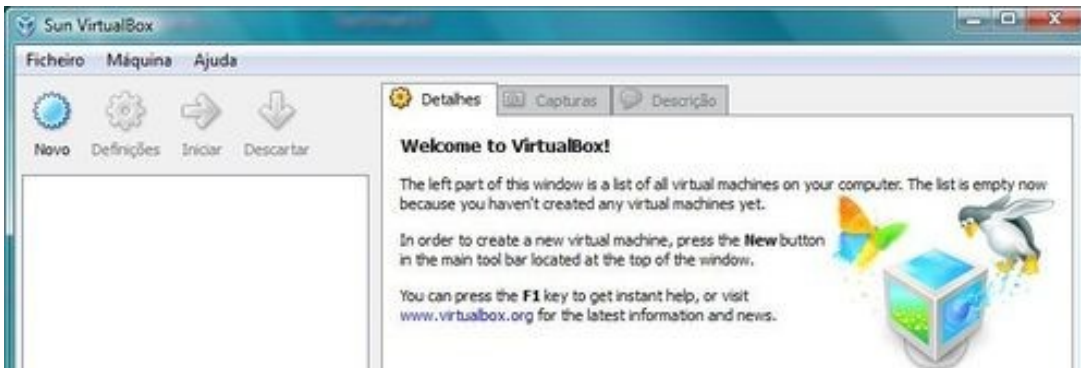 Sun VirtualBox
Ficheiro Máquina Ajuda
Novo Definições Iniciar Descartar
Detalhes Capturas Descrição
Welcome to VirtualBox!
The left part of this window is a list of all virtual machines on your computer. The list is empty now
because you haven't created any virtual machines yet.
In order to create a new virtual machine, press the New button
in the main tool bar located at the top of the window.
You can press the F1 key to get instant help, or visit
www.virtualbox.org for the latest information and news.